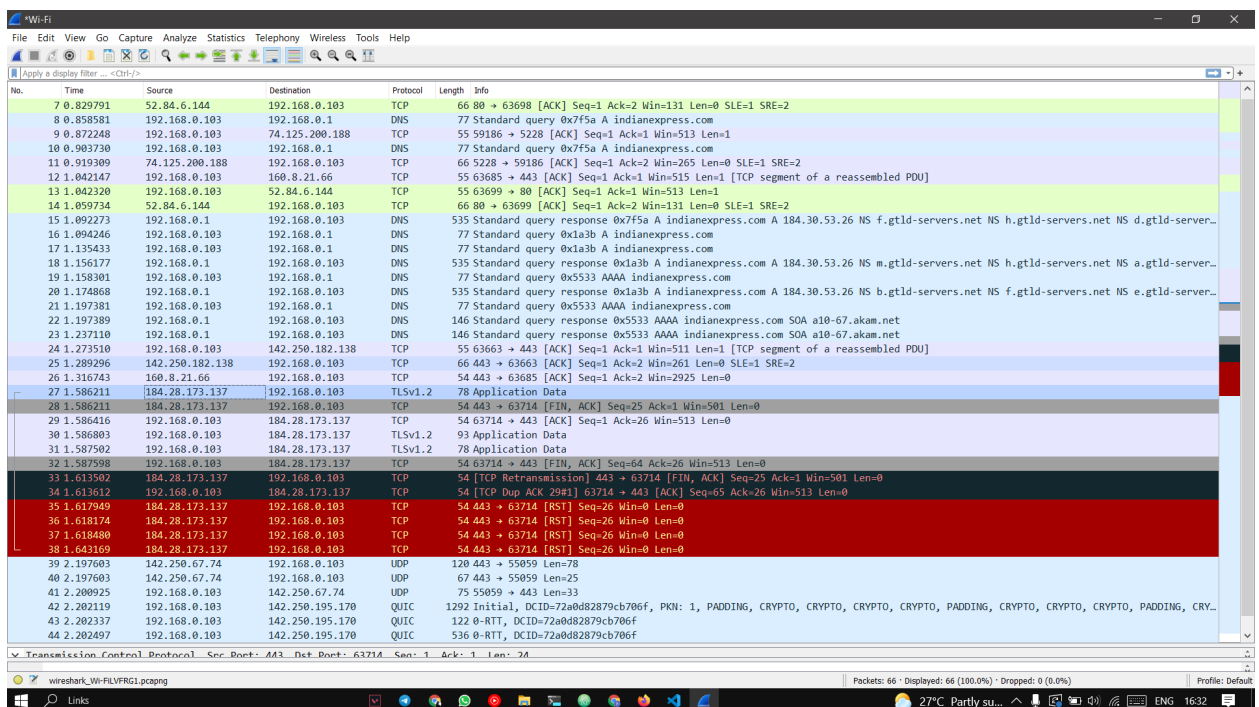 *Wi-Fi
File Edit View Go Capture Analyze Statistics Telephony Wireless Tools Help
Apply a display filter ... <Ctrl-/>
No. Time Source Destination Protocol Length Info
7 0.829791 52.84.6.144 192.168.0.103 TCP 66 80 → 63698 [ACK] Seq=1 Ack=2 Win=131 Len=0 SLE=1 SRE=2
8 0.858581 192.168.0.103 192.168.0.1 DNS 77 Standard query 0x7f5a A indianexpress.com
9 0.872248 192.168.0.103 74.125.200.188 TCP 55 59186 → 5228 [ACK] Seq=1 Ack=1 Win=513 Len=1
10 0.903730 192.168.0.103 192.168.0.1 DNS 77 Standard query 0x7f5a A indianexpress.com
11 0.919309 74.125.200.188 192.168.0.103 TCP 66 5228 → 59186 [ACK] Seq=1 Ack=2 Win=265 Len=0 SLE=1 SRE=2
12 1.042147 192.168.0.103 160.8.21.66 TCP 55 63685 → 443 [ACK] Seq=1 Ack=1 Win=515 Len=1 [TCP segment of a reassembled PDU]
13 1.042320 192.168.0.103 52.84.6.144 TCP 55 63699 → 80 [ACK] Seq=1 Ack=1 Win=513 Len=1
14 1.059734 52.84.6.144 192.168.0.103 TCP 66 80 → 63699 [ACK] Seq=1 Ack=2 Win=131 Len=0 SLE=1 SRE=2
15 1.092273 192.168.0.1 192.168.0.103 DNS 535 Standard query response 0x7f5a A indianexpress.com A 184.30.53.26 NS f.gtld-servers.net NS h.gtld-servers.net NS d.gtld-server…
16 1.094246 192.168.0.103 192.168.0.1 DNS 77 Standard query 0x1a3b A indianexpress.com
17 1.135433 192.168.0.103 192.168.0.1 DNS 77 Standard query 0x1a3b A indianexpress.com
18 1.156177 192.168.0.1 192.168.0.103 DNS 535 Standard query response 0x1a3b A indianexpress.com A 184.30.53.26 NS m.gtld-servers.net NS h.gtld-servers.net NS a.gtld-server…
19 1.158301 192.168.0.103 192.168.0.1 DNS 77 Standard query 0x5533 AAAA indianexpress.com
20 1.174868 192.168.0.1 192.168.0.103 DNS 535 Standard query response 0x1a3b A indianexpress.com A 184.30.53.26 NS b.gtld-servers.net NS f.gtld-servers.net NS e.gtld-server…
21 1.197381 192.168.0.103 192.168.0.1 DNS 77 Standard query 0x5533 AAAA indianexpress.com
22 1.197389 192.168.0.1 192.168.0.103 DNS 146 Standard query response 0x5533 AAAA indianexpress.com SOA a10-67.akam.net
23 1.237110 192.168.0.1 192.168.0.103 DNS 146 Standard query response 0x5533 AAAA indianexpress.com SOA a10-67.akam.net
24 1.273510 192.168.0.103 142.250.182.138 TCP 55 63663 → 443 [ACK] Seq=1 Ack=1 Win=511 Len=1 [TCP segment of a reassembled PDU]
25 1.289296 142.250.182.138 192.168.0.103 TCP 66 443 → 63663 [ACK] Seq=1 Ack=2 Win=261 Len=0 SLE=1 SRE=2
26 1.316743 160.8.21.66 192.168.0.103 TCP 54 443 → 63685 [ACK] Seq=1 Ack=2 Win=2925 Len=0
27 1.586211 184.28.173.137 192.168.0.103 TLSv1.2 78 Application Data
28 1.586211 184.28.173.137 192.168.0.103 TCP 54 443 → 63714 [FIN, ACK] Seq=25 Ack=1 Win=501 Len=0
29 1.586416 192.168.0.103 184.28.173.137 TCP 54 63714 → 443 [ACK] Seq=1 Ack=26 Win=513 Len=0
30 1.586803 192.168.0.103 184.28.173.137 TLSv1.2 93 Application Data
31 1.587502 192.168.0.103 184.28.173.137 TLSv1.2 78 Application Data
32 1.587598 192.168.0.103 184.28.173.137 TCP 54 63714 → 443 [FIN, ACK] Seq=64 Ack=26 Win=513 Len=0
33 1.613502 184.28.173.137 192.168.0.103 TCP 54 [TCP Retransmission] 443 → 63714 [FIN, ACK] Seq=25 Ack=1 Win=501 Len=0
34 1.613612 192.168.0.103 184.28.173.137 TCP 54 [TCP Dup ACK 29#1] 63714 → 443 [ACK] Seq=65 Ack=26 Win=513 Len=0
35 1.617949 184.28.173.137 192.168.0.103 TCP 54 443 → 63714 [RST] Seq=26 Win=0 Len=0
36 1.618174 184.28.173.137 192.168.0.103 TCP 54 443 → 63714 [RST] Seq=26 Win=0 Len=0
37 1.618480 184.28.173.137 192.168.0.103 TCP 54 443 → 63714 [RST] Seq=26 Win=0 Len=0
38 1.643169 184.28.173.137 192.168.0.103 TCP 54 443 → 63714 [RST] Seq=26 Win=0 Len=0
39 2.197603 142.250.67.74 192.168.0.103 UDP 120 443 → 55059 Len=78
40 2.197603 142.250.67.74 192.168.0.103 UDP 67 443 → 55059 Len=25
41 2.200925 192.168.0.103 142.250.67.74 UDP 75 55059 → 443 Len=33
42 2.202119 192.168.0.103 142.250.195.170 QUIC 1292 Initial, DCID=72a0d82879cb706f, PKN: 1, PADDING, CRYPTO, CRYPTO, CRYPTO, CRYPTO, PADDING, CRYPTO, CRYPTO, CRYPTO, PADDING, CRY…
43 2.202337 192.168.0.103 142.250.195.170 QUIC 122 0-RTT, DCID=72a0d82879cb706f
44 2.202497 192.168.0.103 142.250.195.170 QUIC 536 0-RTT, DCID=72a0d82879cb706f
Transmission Control Protocol, Src Port: 443, Dst Port: 63714, Seq: 1, Ack: 1, Len: 24
wireshark_Wi-FiLVFRG1.pcapng Packets: 66 · Displayed: 66 (100.0%) · Dropped: 0 (0.0%) Profile: Default
Links 27°C Partly su... ENG 16:32